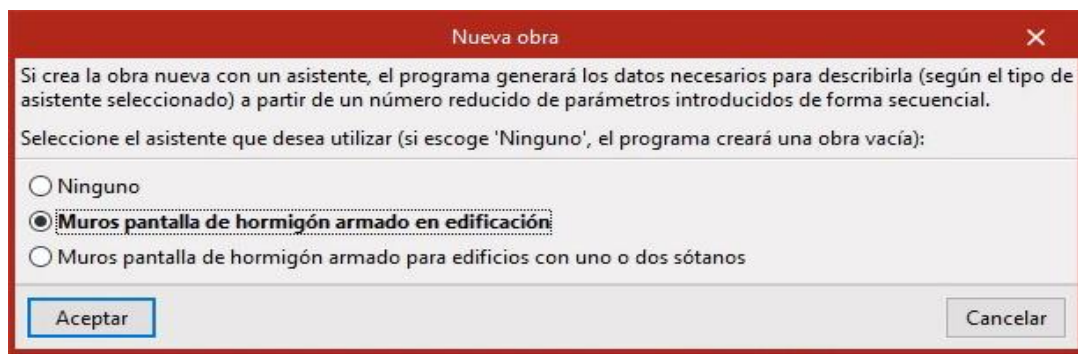 Nueva obra
Si crea la obra nueva con un asistente, el programa generará los datos necesarios para describirla (según el tipo de
asistente seleccionado) a partir de un número reducido de parámetros introducidos de forma secuencial.
Seleccione el asistente que desea utilizar (si escoge 'Ninguno', el programa creará una obra vacía):
Ninguno
Muros pantalla de hormigón armado en edificación
Muros pantalla de hormigón armado para edificios con uno o dos sótanos
Aceptar
Cancelar